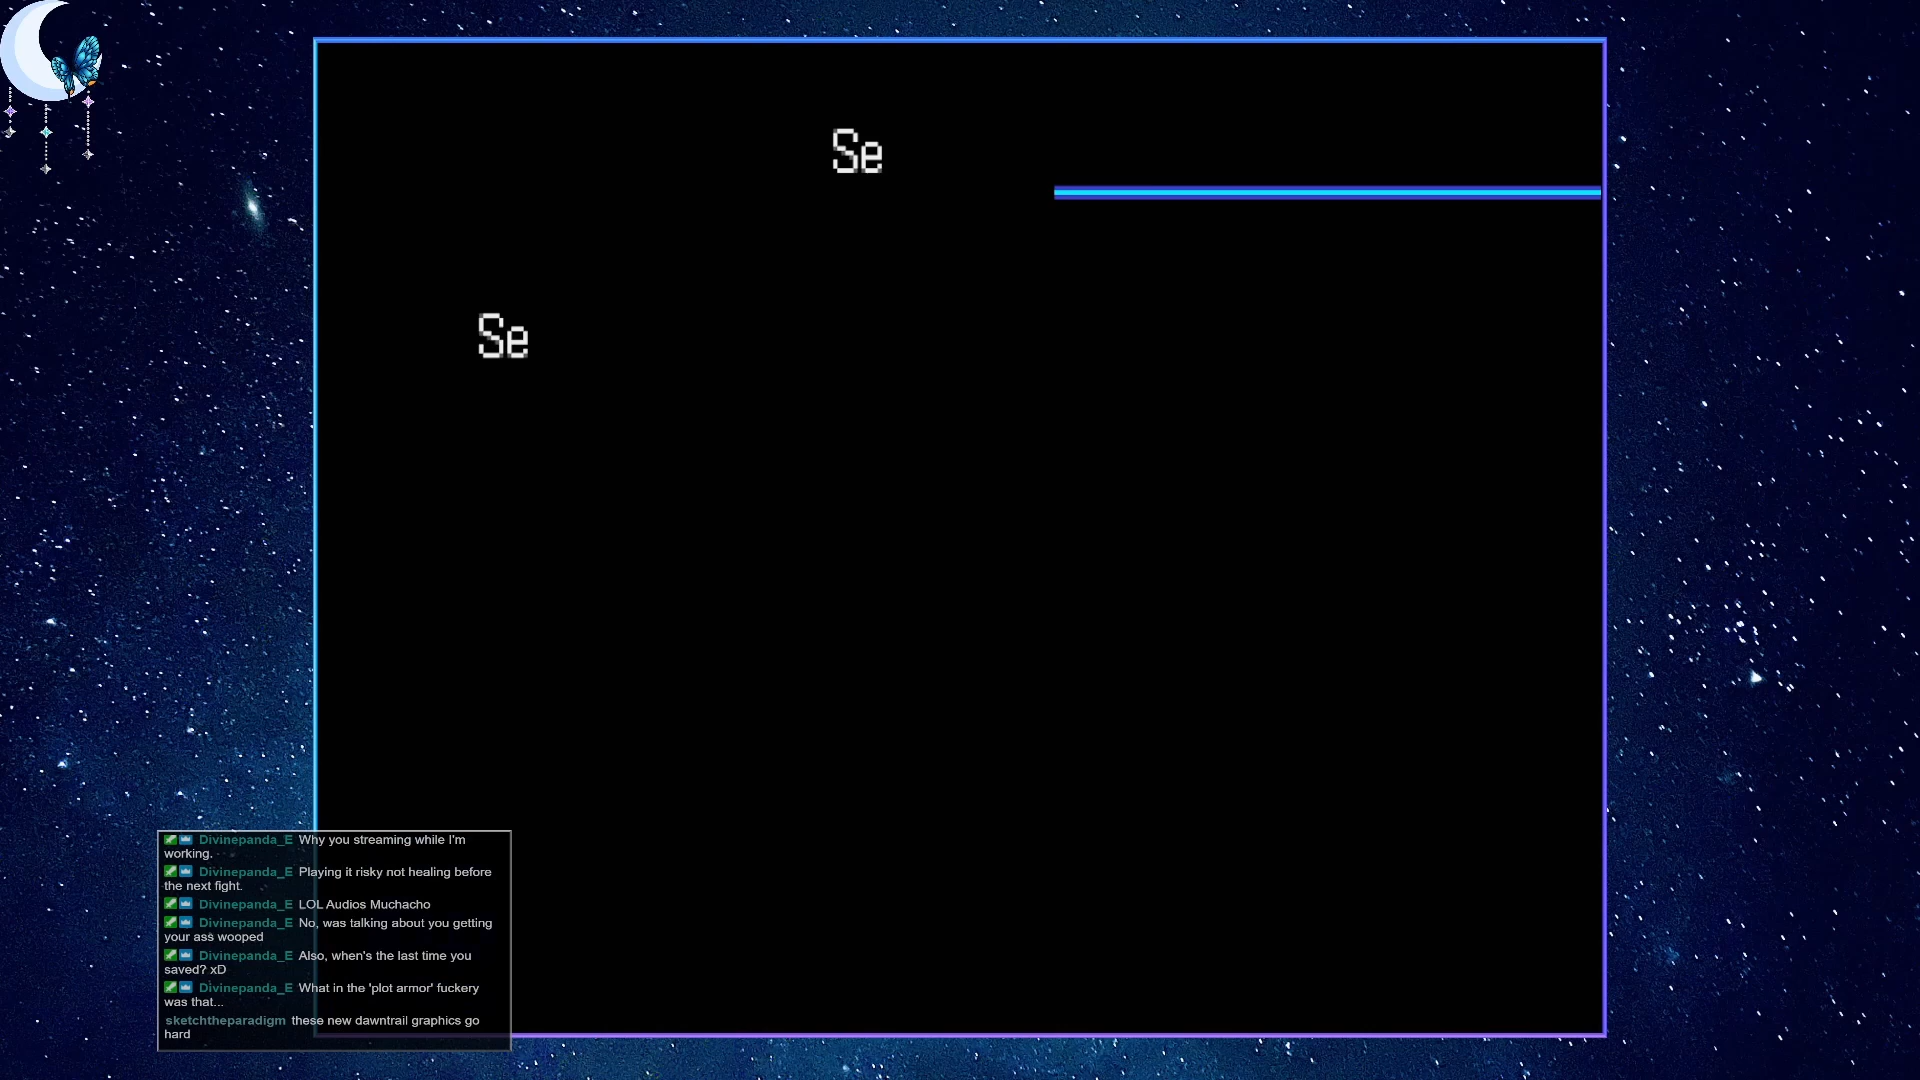 Se
Se
Divinepanda_E Why you streaming while I'm
working.
Divinepanda_E Playing it risky not healing before
the next fight.
Divinepanda_E LOL Audios Muchacho
Divinepanda_E No, was talking about you getting
your ass wooped
Divinepanda_E Also, when's the last time you
saved? xD
Divinepanda_E What in the 'plot armor' fuckery
was that...
sketchtheparadigm these new dawntrail graphics go
hard